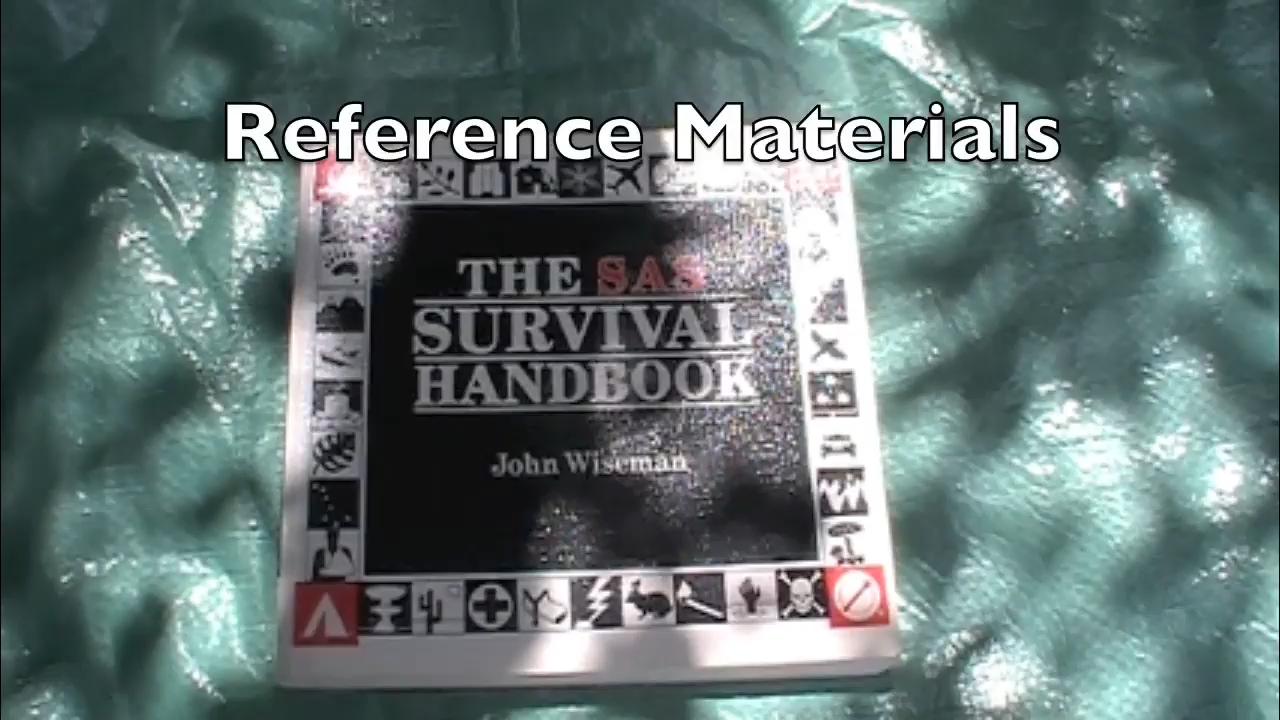 Reference Materials
THE SAS
SURVIVAL
HANDBOOK
John Wiseman